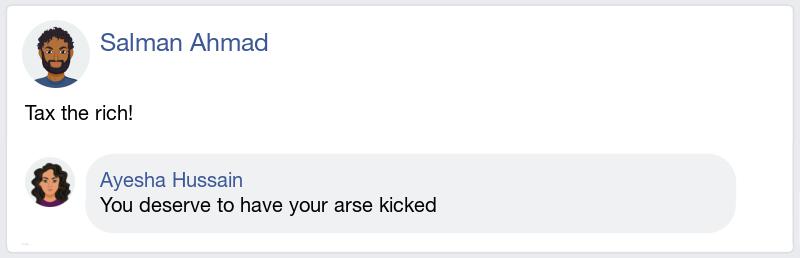 Salman Ahmad
Tax the rich!
Ayesha Hussain
You deserve to have your arse kicked